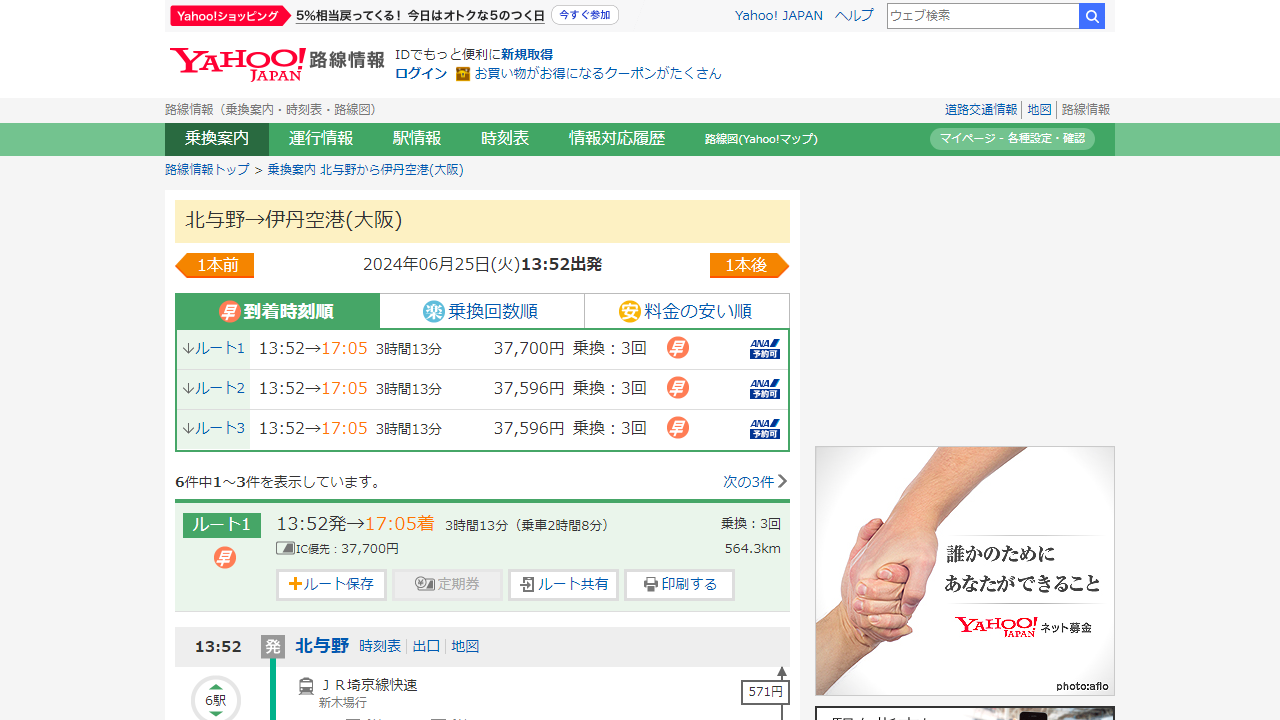 Yahoo!ショッピング 5%相当戻ってくる！今日はオトクな5のつく日 今すぐ参加 Yahoo! JAPAN ヘルプ ウェブ検索
YAHOO! JAPAN 路線情報
IDでもっと便利に新規取得
ログイン お買い物がお得になるクーポンがたくさん
路線情報（乗換案内・時刻表・路線図） 道路交通情報 地図 路線情報
乗換案内 運行情報 駅情報 時刻表 情報対応履歴 路線図(Yahoo!マップ) マイページ - 各種設定・確認
路線情報トップ > 乗換案内 北与野から伊丹空港(大阪)
北与野→伊丹空港(大阪)
1本前 2024年06月25日(火)13:52出発 1本後
早 到着時刻順 楽 乗換回数順 安 料金の安い順
↓ルート1 13:52→17:05 3時間13分 37,700円 乗換：3回 早 ANA 予約可
↓ルート2 13:52→17:05 3時間13分 37,596円 乗換：3回 早 ANA 予約可
↓ルート3 13:52→17:05 3時間13分 37,596円 乗換：3回 早 ANA 予約可
6件中1～3件を表示しています。 次の3件
ルート1 13:52発→17:05着 3時間13分（乗車2時間8分） 乗換：3回
早 IC優先：37,700円 564.3km
ルート保存 定期券 ルート共有 印刷する
13:52 発 北与野 時刻表 出口 地図
6駅 ＪＲ埼京線快速 571円
新木場行
誰かのために
あなたができること
YAHOO! JAPAN ネット募金
photo:aflo